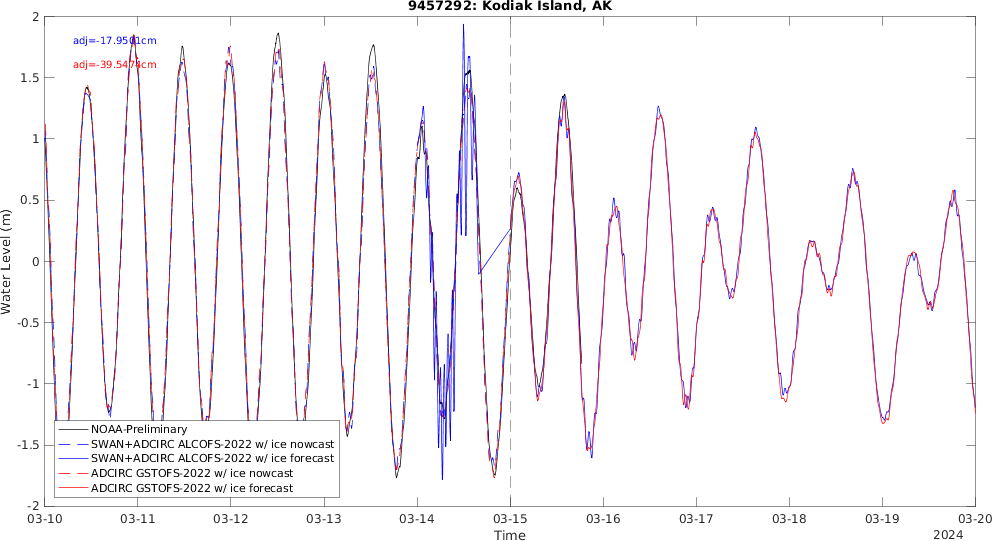 9457292: Kodiak Island, AK
adj=-17.9501cm
adj=-39.5474cm
Water Level (m)
2
1.5
1
0.5
0
-0.5
-1
-1.5
-2
NOAA-Preliminary
SWAN+ADCIRC ALCOFS-2022 w/ ice nowcast
SWAN+ADCIRC ALCOFS-2022 w/ ice forecast
ADCIRC GSTOFS-2022 w/ ice nowcast
ADCIRC GSTOFS-2022 w/ ice forecast
03-10 03-11 03-12 03-13 03-14 03-15 03-16 03-17 03-18 03-19 03-20
Time
2024